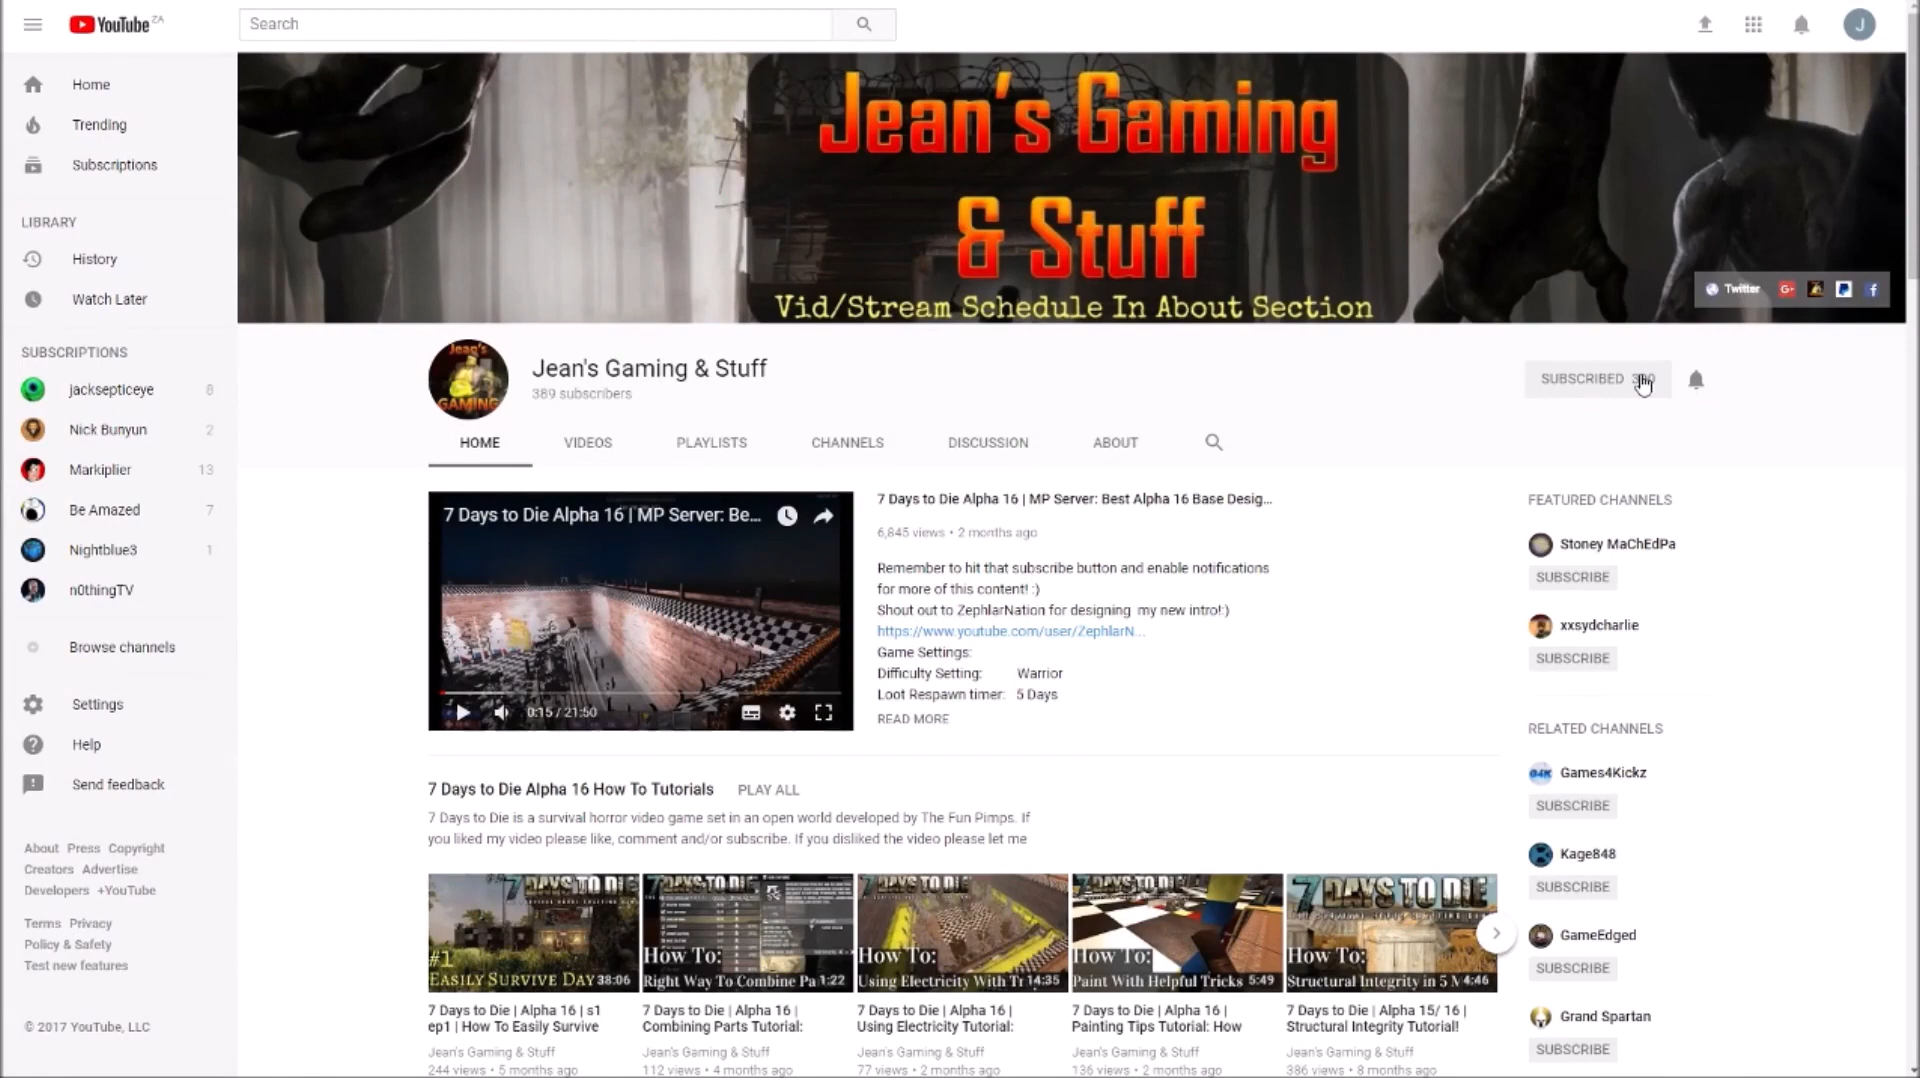 YouTube ZA
Search
J
Home
Trending
Subscriptions
LIBRARY
History
Watch Later
SUBSCRIPTIONS
jacksepticeye 8
Nick Bunyun 2
Markiplier 13
Be Amazed 7
Nightblue3 1
n0thingTV
Browse channels
Settings
Help
Send feedback
About Press Copyright
Creators Advertise
Developers +YouTube
Terms Privacy
Policy & Safety
Test new features
© 2017 YouTube, LLC
Jean's Gaming
& Stuff
Vid/Stream Schedule In About Section
Twitter
Jean's
GAMING
Jean's Gaming & Stuff
389 subscribers
SUBSCRIBED
HOME VIDEOS PLAYLISTS CHANNELS DISCUSSION ABOUT
7 Days to Die Alpha 16 | MP Server: Be...
0:15 / 21:50
7 Days to Die Alpha 16 | MP Server: Best Alpha 16 Base Desig...
6,845 views • 2 months ago
Remember to hit that subscribe button and enable notifications
for more of this content! :)
Shout out to ZephlarNation for designing my new intro!:)
https://www.youtube.com/user/ZephlarN...
Game Settings:
Difficulty Setting: Warrior
Loot Respawn timer: 5 Days
READ MORE
7 Days to Die Alpha 16 How To Tutorials PLAY ALL
7 Days to Die is a survival horror video game set in an open world developed by The Fun Pimps. If
you liked my video please like, comment and/or subscribe. If you disliked the video please let me
7 DAYS TO DIE
#1
EASILY SURVIVE DAY 38:06
7 Days to Die | Alpha 16 | s1
ep1 | How To Easily Survive
Jean's Gaming & Stuff
244 views • 5 months ago
7 DAYS TO DIE
How To:
Right Way To Combine Pa 1:22
7 Days to Die | Alpha 16 |
Combining Parts Tutorial:
Jean's Gaming & Stuff
112 views • 4 months ago
7 DAYS TO DIE
How To:
Using Electricity With Tr 14:35
7 Days to Die | Alpha 16 |
Using Electricity Tutorial:
Jean's Gaming & Stuff
77 views • 2 months ago
7 DAYS TO DIE
How To:
Paint With Helpful Tricks 5:49
7 Days to Die | Alpha 16 |
Painting Tips Tutorial: How
Jean's Gaming & Stuff
136 views • 2 months ago
7 DAYS TO DIE
How To:
Structural Integrity in 5 M 4:46
7 Days to Die | Alpha 15/ 16 |
Structural Integrity Tutorial!
Jean's Gaming & Stuff
386 views • 8 months ago
FEATURED CHANNELS
Stoney MaChEdPa
SUBSCRIBE
xxsydcharlie
SUBSCRIBE
RELATED CHANNELS
G4K
Games4Kickz
SUBSCRIBE
Kage848
SUBSCRIBE
GameEdged
SUBSCRIBE
Grand Spartan
SUBSCRIBE